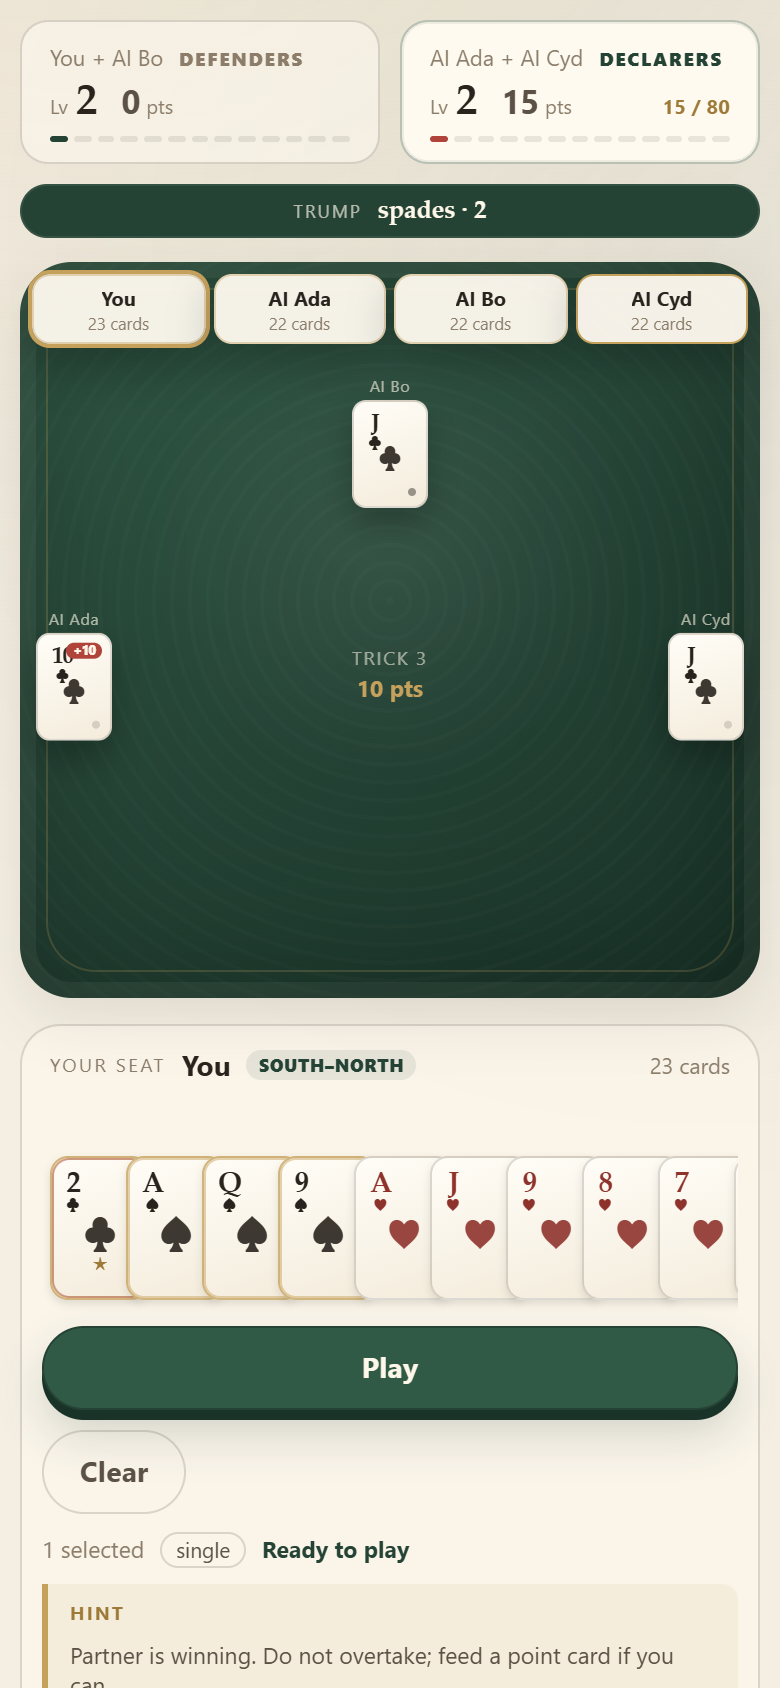 You + AI Bo DEFENDERS
Lv 2 0 pts
AI Ada + AI Cyd DECLARERS
Lv 2 15 pts 15 / 80
TRUMP spades · 2
You
23 cards
AI Ada
22 cards
AI Bo
22 cards
AI Cyd
22 cards
AI Bo
J
AI Ada
10 +10
AI Cyd
J
TRICK 3
10 pts
YOUR SEAT You SOUTH–NORTH 23 cards
2 A Q 9 A J 9 8 7
Play
Clear
1 selected single Ready to play
HINT
Partner is winning. Do not overtake; feed a point card if you
can.